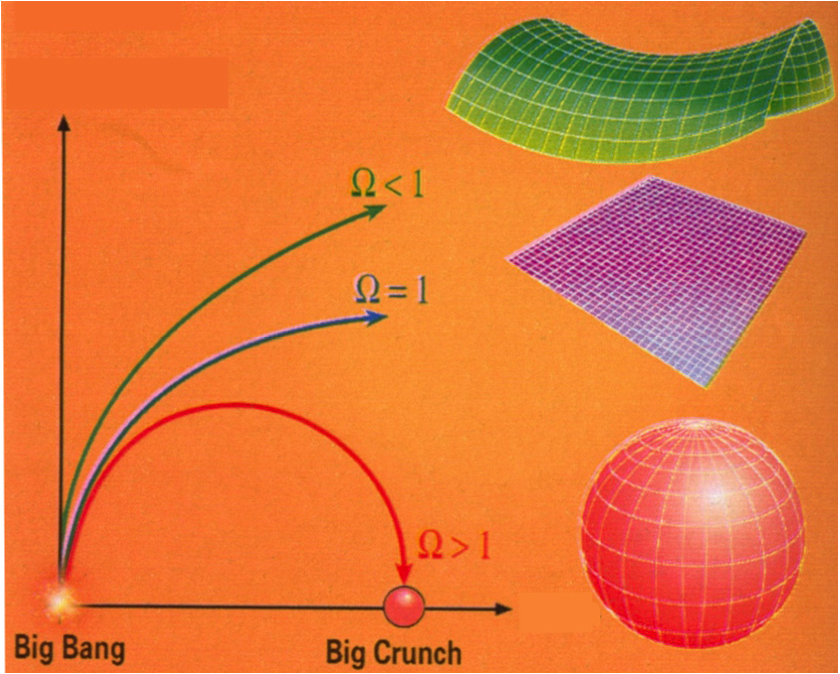 Ω < 1
Ω = 1
Ω > 1
Big Bang
Big Crunch